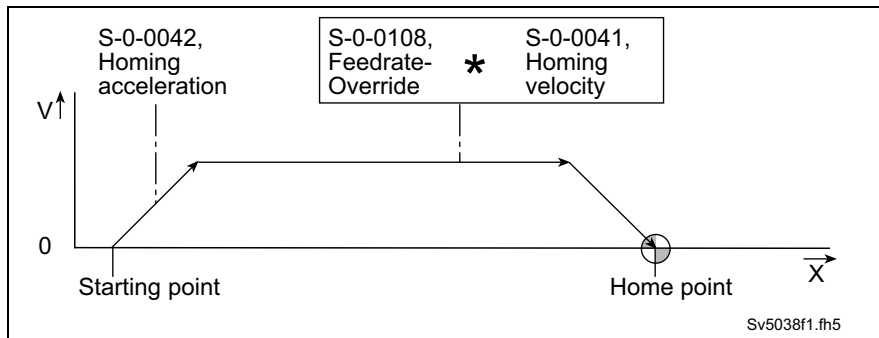 S-0-0042,
Homing
acceleration
S-0-0108,
Feedrate-
Override
*
S-0-0041,
Homing
velocity
V
0
Starting point
Home point
X
Sv5038f1.fh5